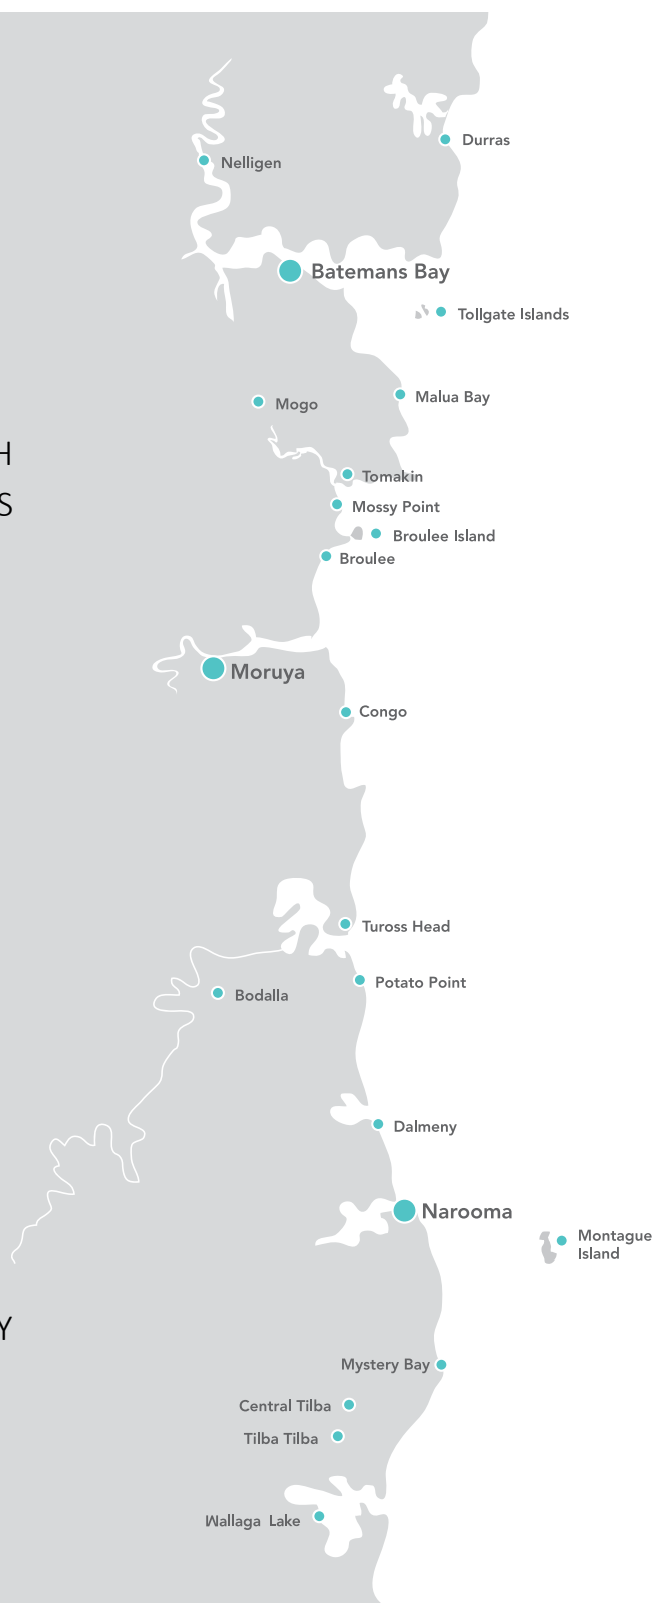 Durras
Nelligen
Batemans Bay
Tollgate Islands
Malua Bay
Mogo
H
Tomakin
S
Mossy Point
Broulee Island
Broulee
Moruya
Congo
Tuross Head
Potato Point
Bodalla
Dalmeny
Narooma
Montague
Island
Y
Mystery Bay
Central Tilba
Tilba Tilba
Wallaga Lake